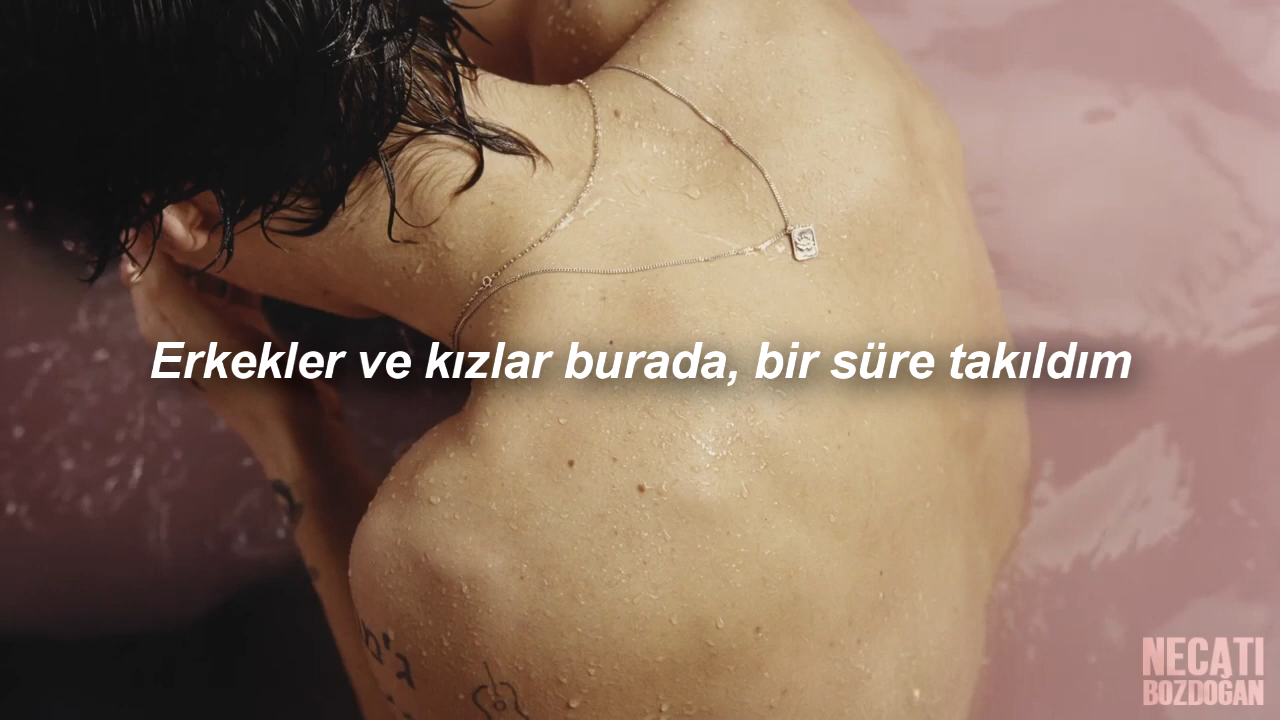 Erkekler ve kızlar burada, bir süre takıldım
NECATI
BOZDOĞAN